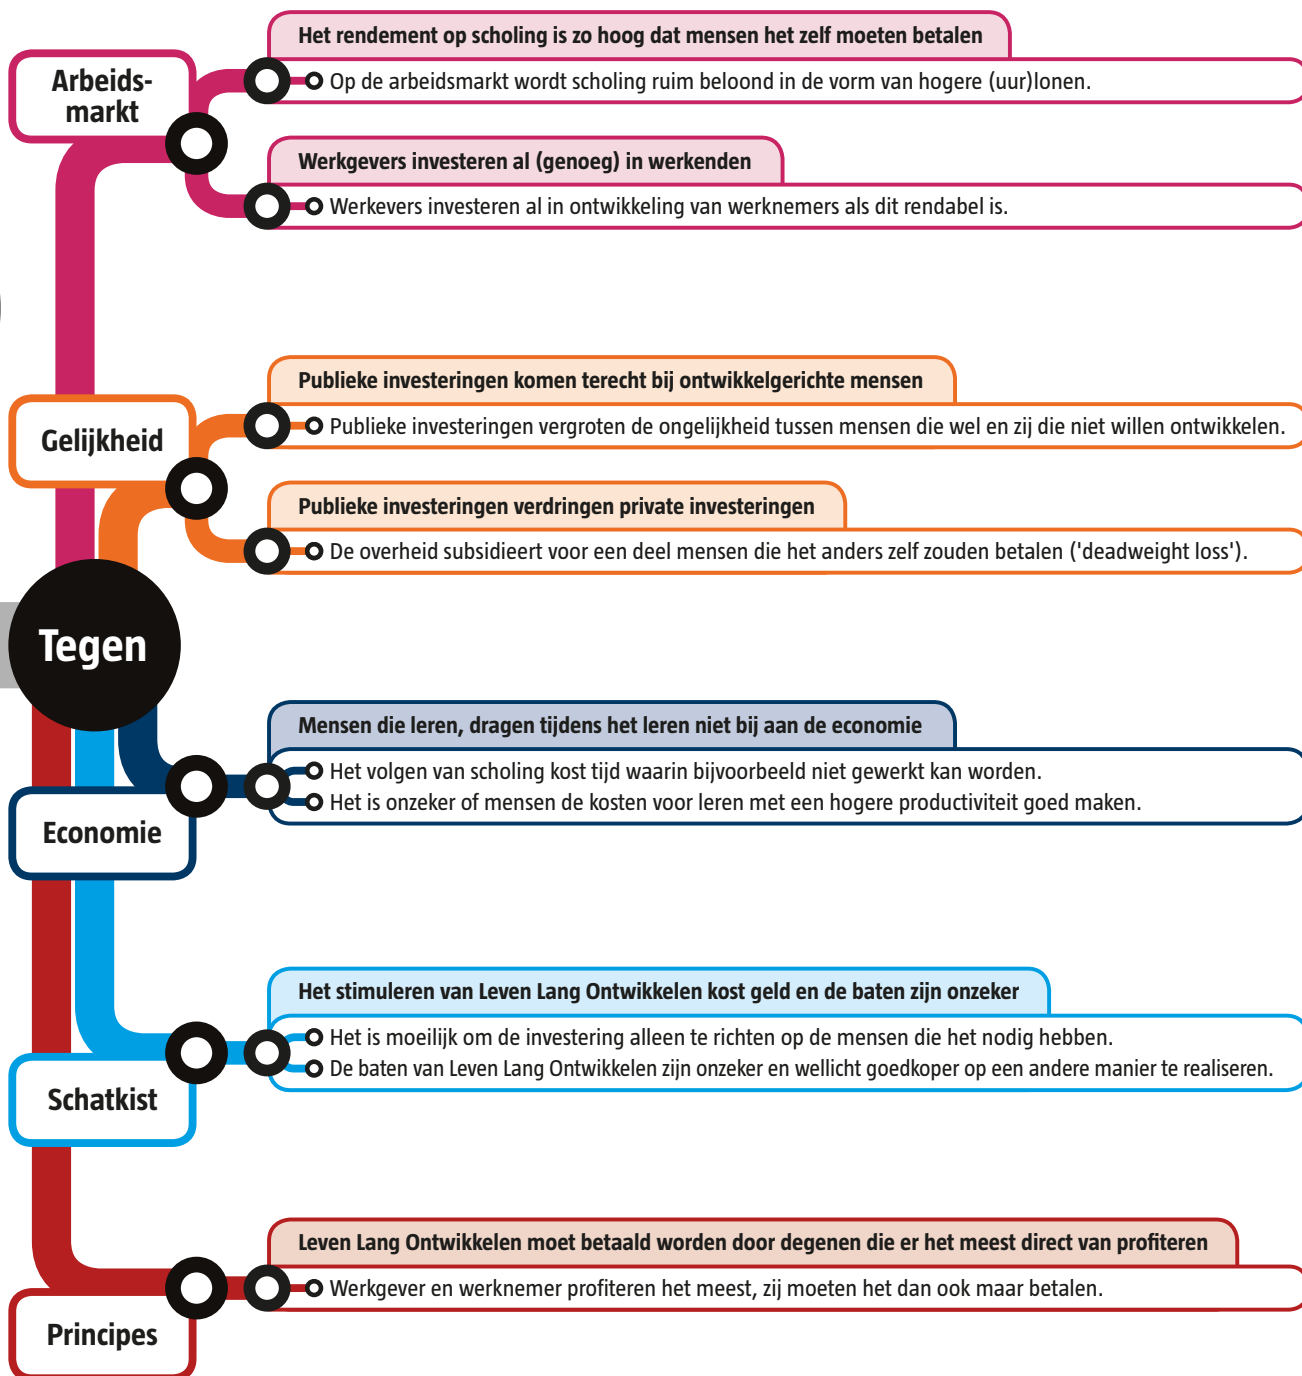 Het rendement op scholing is zo hoog dat mensen het zelf moeten betalen
Arbeids-
markt
Op de arbeidsmarkt wordt scholing ruim beloond in de vorm van hogere (uur)lonen.
Werkgevers investeren al (genoeg) in werkenden
Werkevers investeren al in ontwikkeling van werknemers als dit rendabel is.
Publieke investeringen komen terecht bij ontwikkelgerichte mensen
Gelijkheid
Publieke investeringen vergroten de ongelijkheid tussen mensen die wel en zij die niet willen ontwikkelen.
Publieke investeringen verdringen private investeringen
De overheid subsidieert voor een deel mensen die het anders zelf zouden betalen ('deadweight loss').
Tegen
Mensen die leren, dragen tijdens het leren niet bij aan de economie
Het volgen van scholing kost tijd waarin bijvoorbeeld niet gewerkt kan worden.
Het is onzeker of mensen de kosten voor leren met een hogere productiviteit goed maken.
Economie
Het stimuleren van Leven Lang Ontwikkelen kost geld en de baten zijn onzeker
Het is moeilijk om de investering alleen te richten op de mensen die het nodig hebben.
De baten van Leven Lang Ontwikkelen zijn onzeker en wellicht goedkoper op een andere manier te realiseren.
Schatkist
Leven Lang Ontwikkelen moet betaald worden door degenen die er het meest direct van profiteren
Werkgever en werknemer profiteren het meest, zij moeten het dan ook maar betalen.
Principes